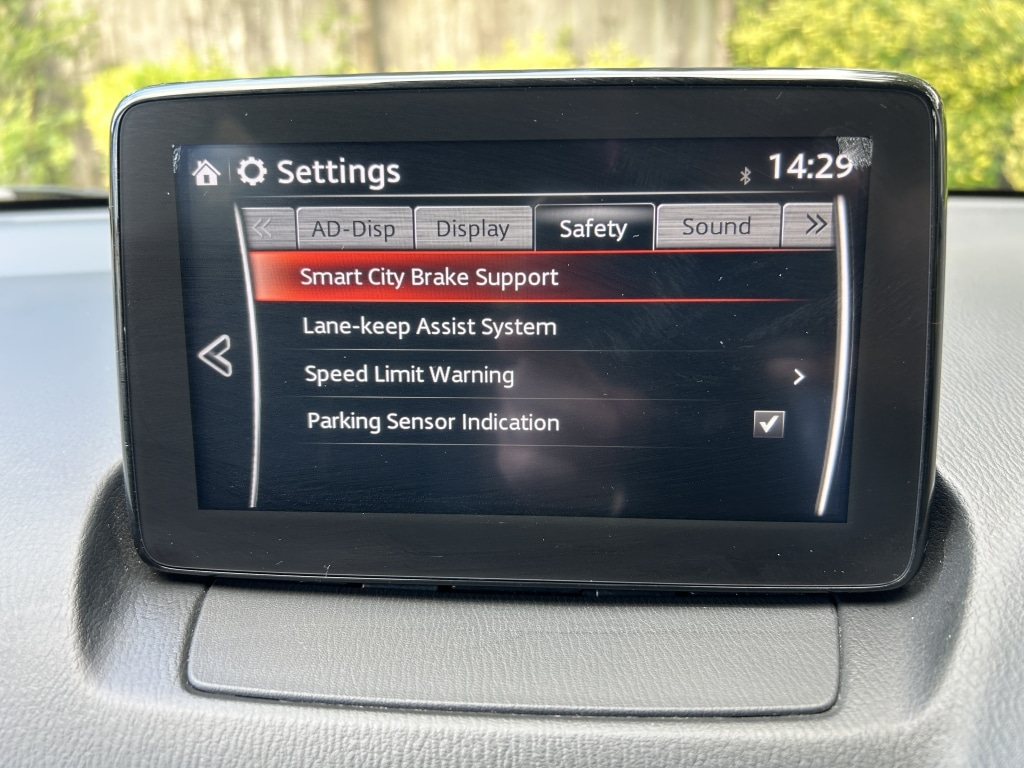 Settings 14:29
AD-Disp Display Safety Sound
Smart City Brake Support
Lane-keep Assist System
Speed Limit Warning
Parking Sensor Indication